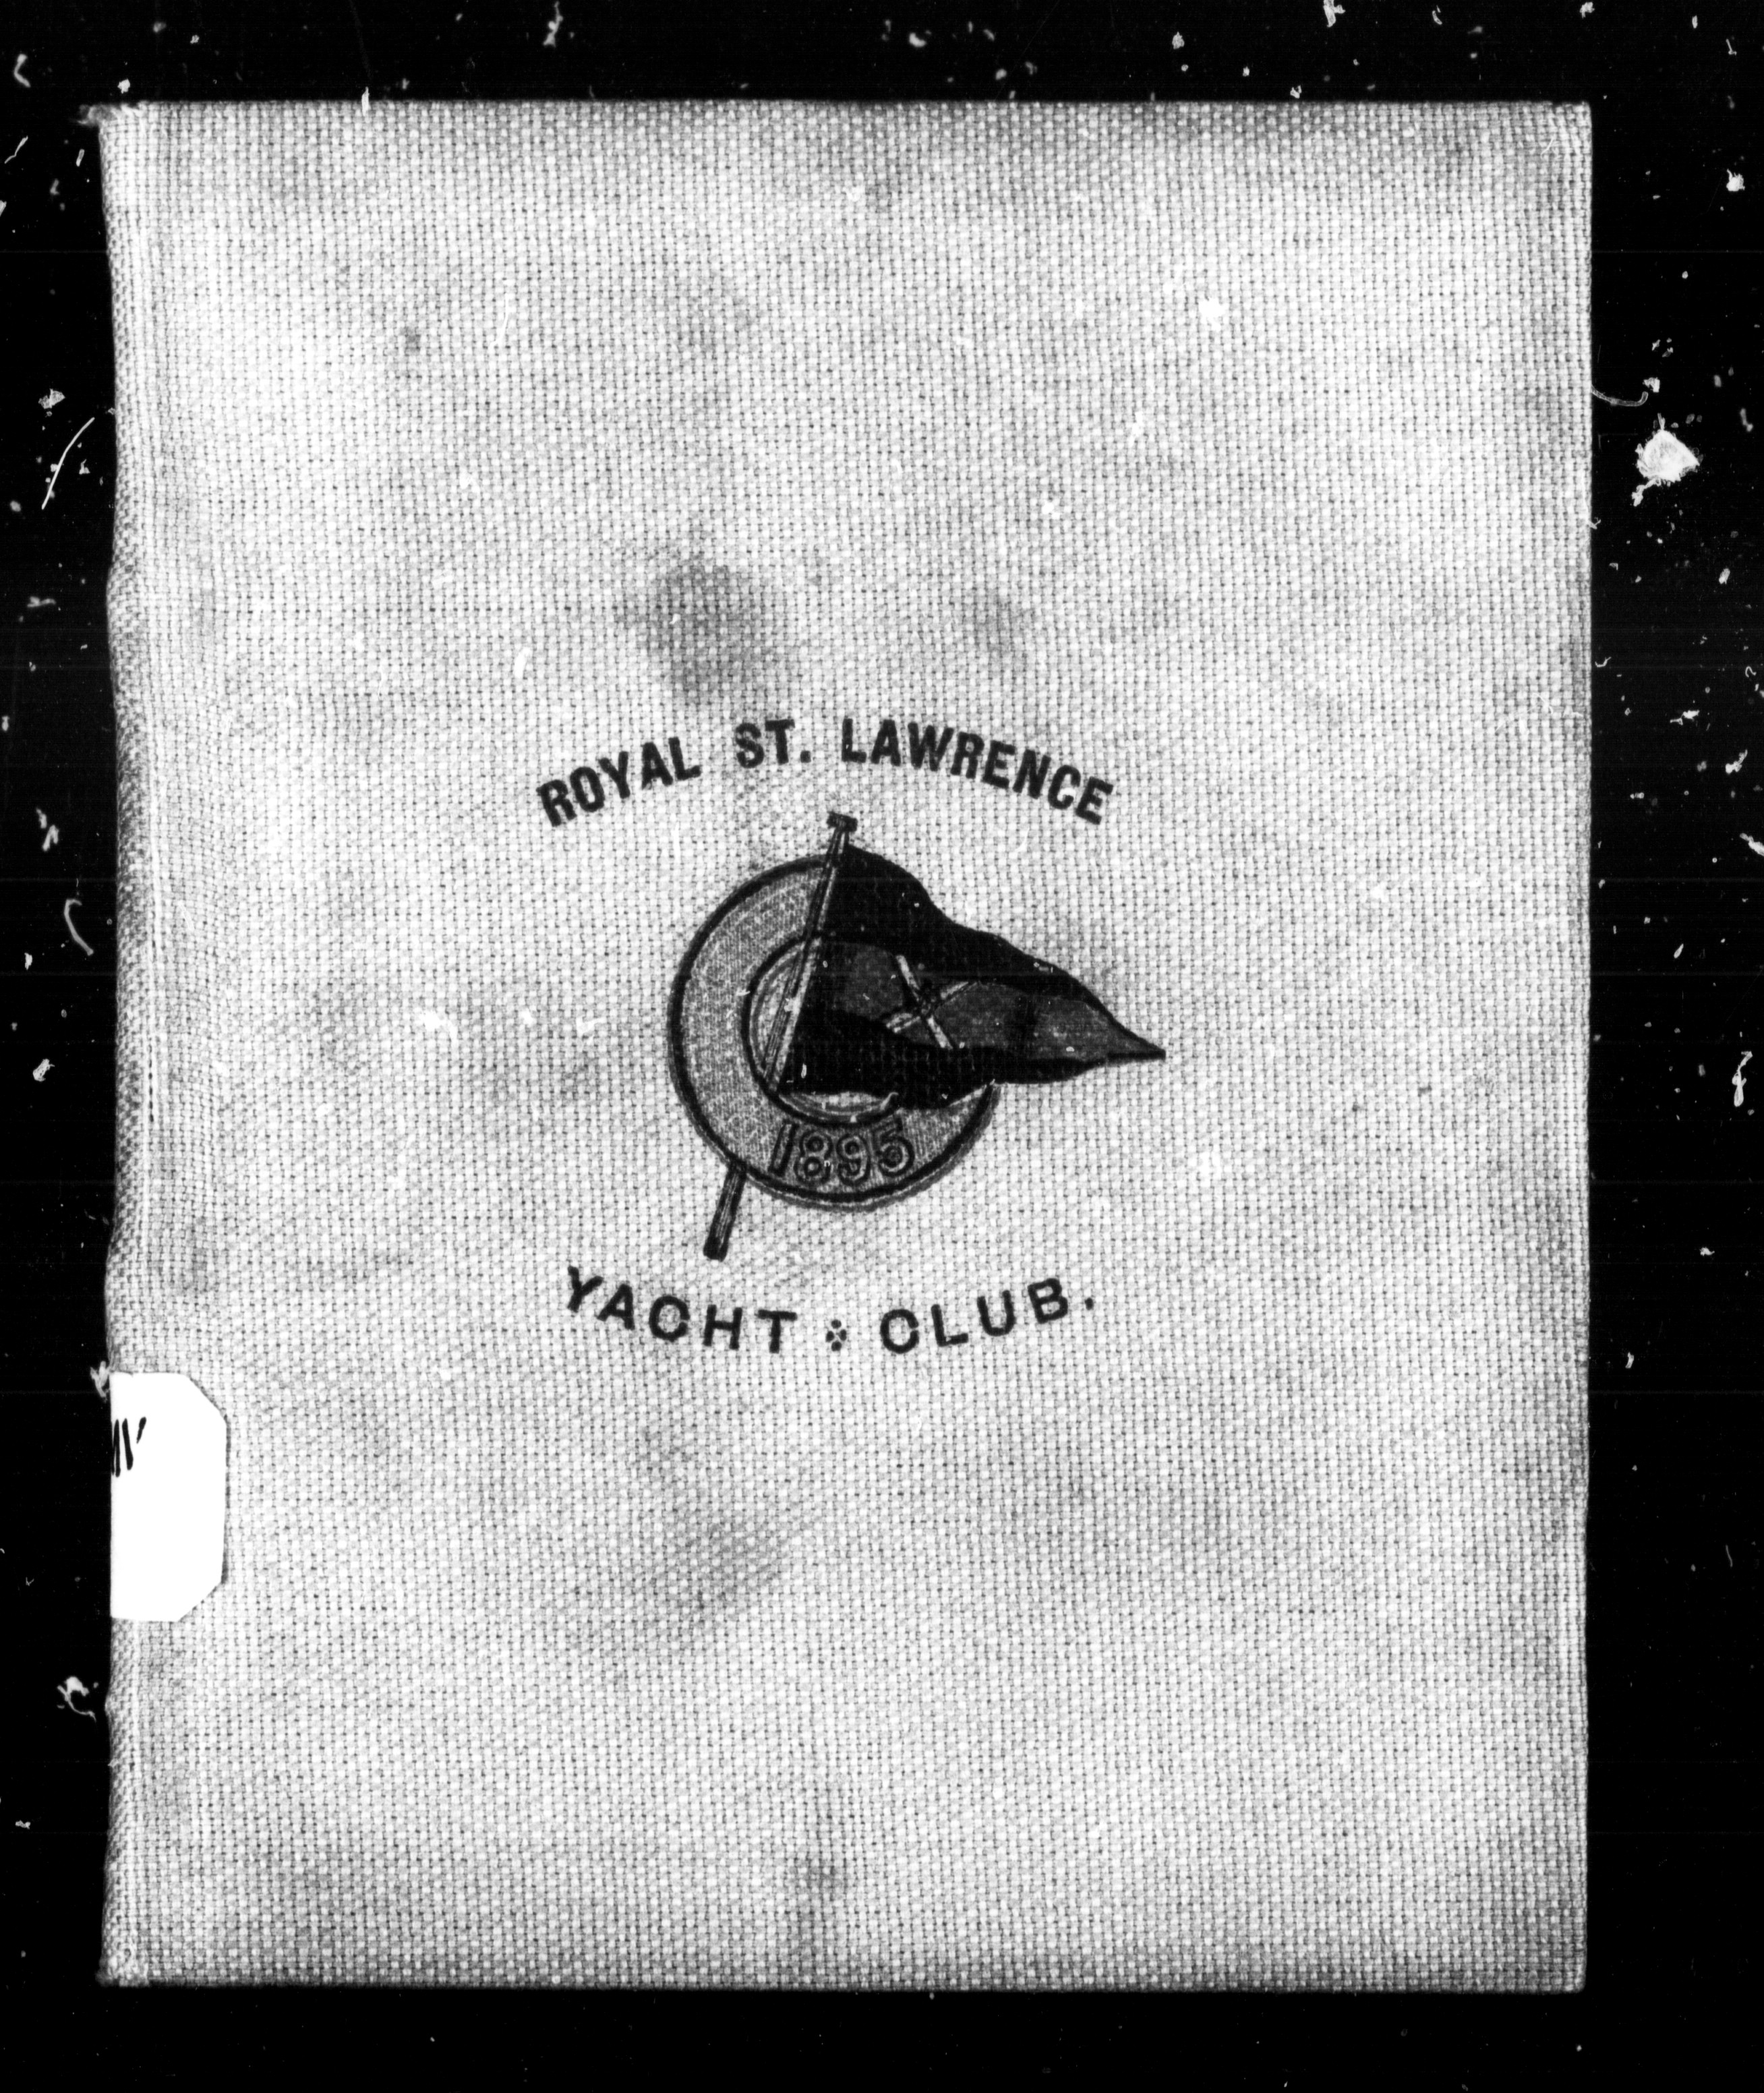 ROYAL ST. LAWRENCE
1895
YACHT CLUB.